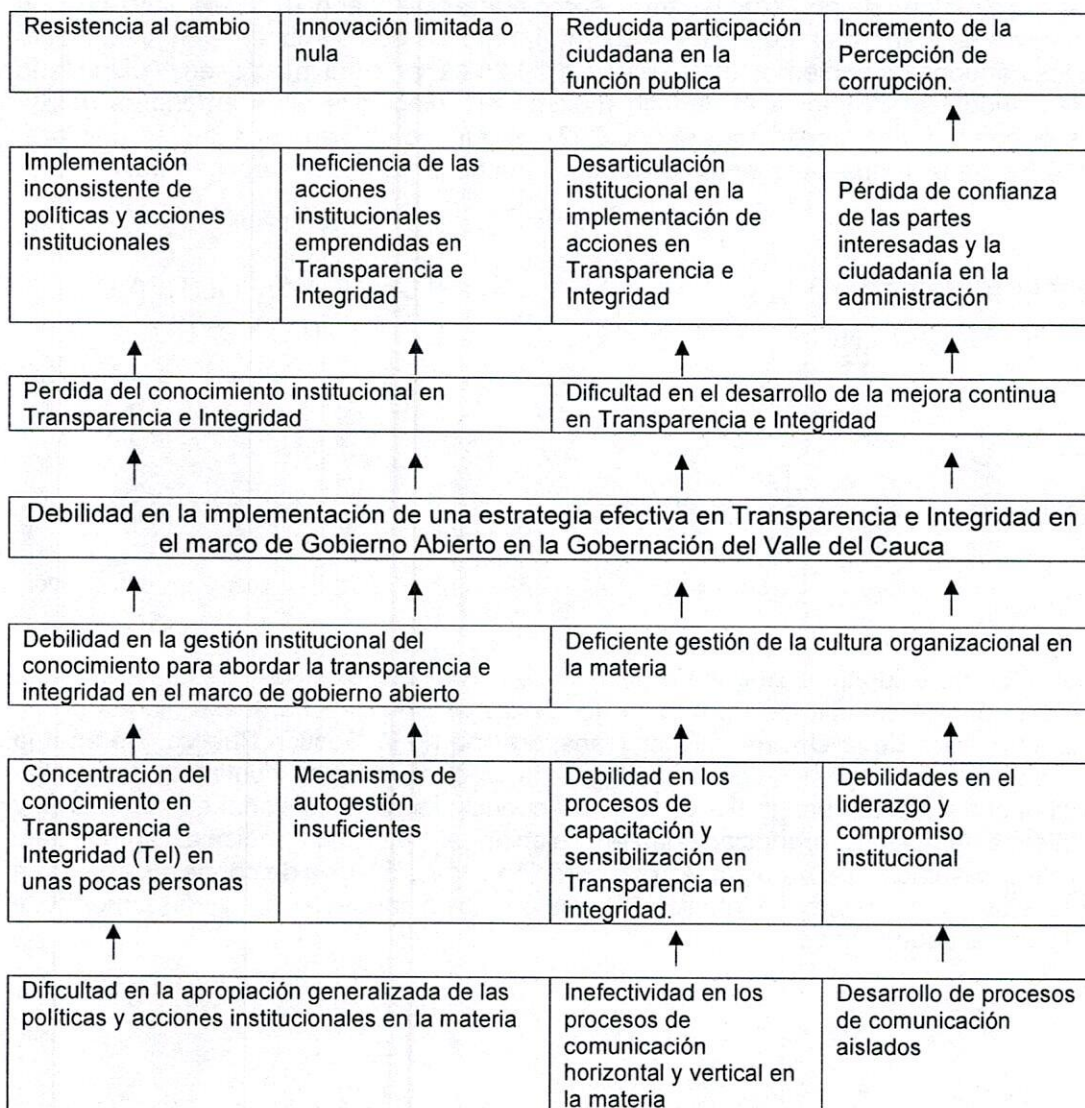 Resistencia al cambio
Innovación limitada o
nula
Reducida participación
ciudadana en la
función publica
Incremento de la
Percepción de
corrupción.
Implementación
inconsistente de
políticas y acciones
institucionales
Ineficiencia de las
acciones
institucionales
emprendidas en
Transparencia e
Integridad
Desarticulación
institucional en la
implementación de
acciones en
Transparencia e
Integridad
Pérdida de confianza
de las partes
interesadas y la
ciudadanía en la
administración
Perdida del conocimiento institucional en
Transparencia e Integridad
Dificultad en el desarrollo de la mejora continua
en Transparencia e Integridad
Debilidad en la implementación de una estrategia efectiva en Transparencia e Integridad en
el marco de Gobierno Abierto en la Gobernación del Valle del Cauca
Debilidad en la gestión institucional del
conocimiento para abordar la transparencia e
integridad en el marco de gobierno abierto
Deficiente gestión de la cultura organizacional en
la materia
Concentración del
conocimiento en
Transparencia e
Integridad (TeI) en
unas pocas personas
Mecanismos de
autogestión
insuficientes
Debilidad en los
procesos de
capacitación y
sensibilización en
Transparencia en
integridad.
Debilidades en el
liderazgo y
compromiso
institucional
Dificultad en la apropiación generalizada de las
políticas y acciones institucionales en la materia
Inefectividad en los
procesos de
comunicación
horizontal y vertical en
la materia
Desarrollo de procesos
de comunicación
aislados